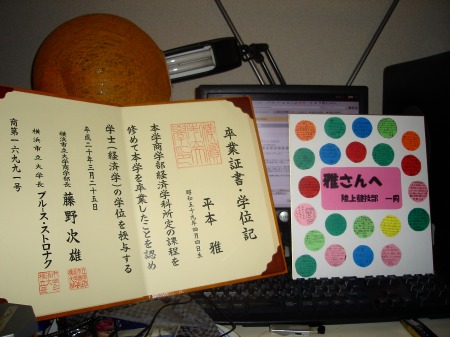 卒業証書・学位記
平本 雅
昭和五十九年四月四日生
本学商学部経済学科所定の課程を
修めて本学を卒業したことを認め
学士(経済学)の学位を授与する
平成二十年三月二十五日
横浜市立大学商学部長 藤野次雄
横浜市立大学長 ブルース・ストロナク
商第一六九九一号
雅さんへ
陸上競技部 一同